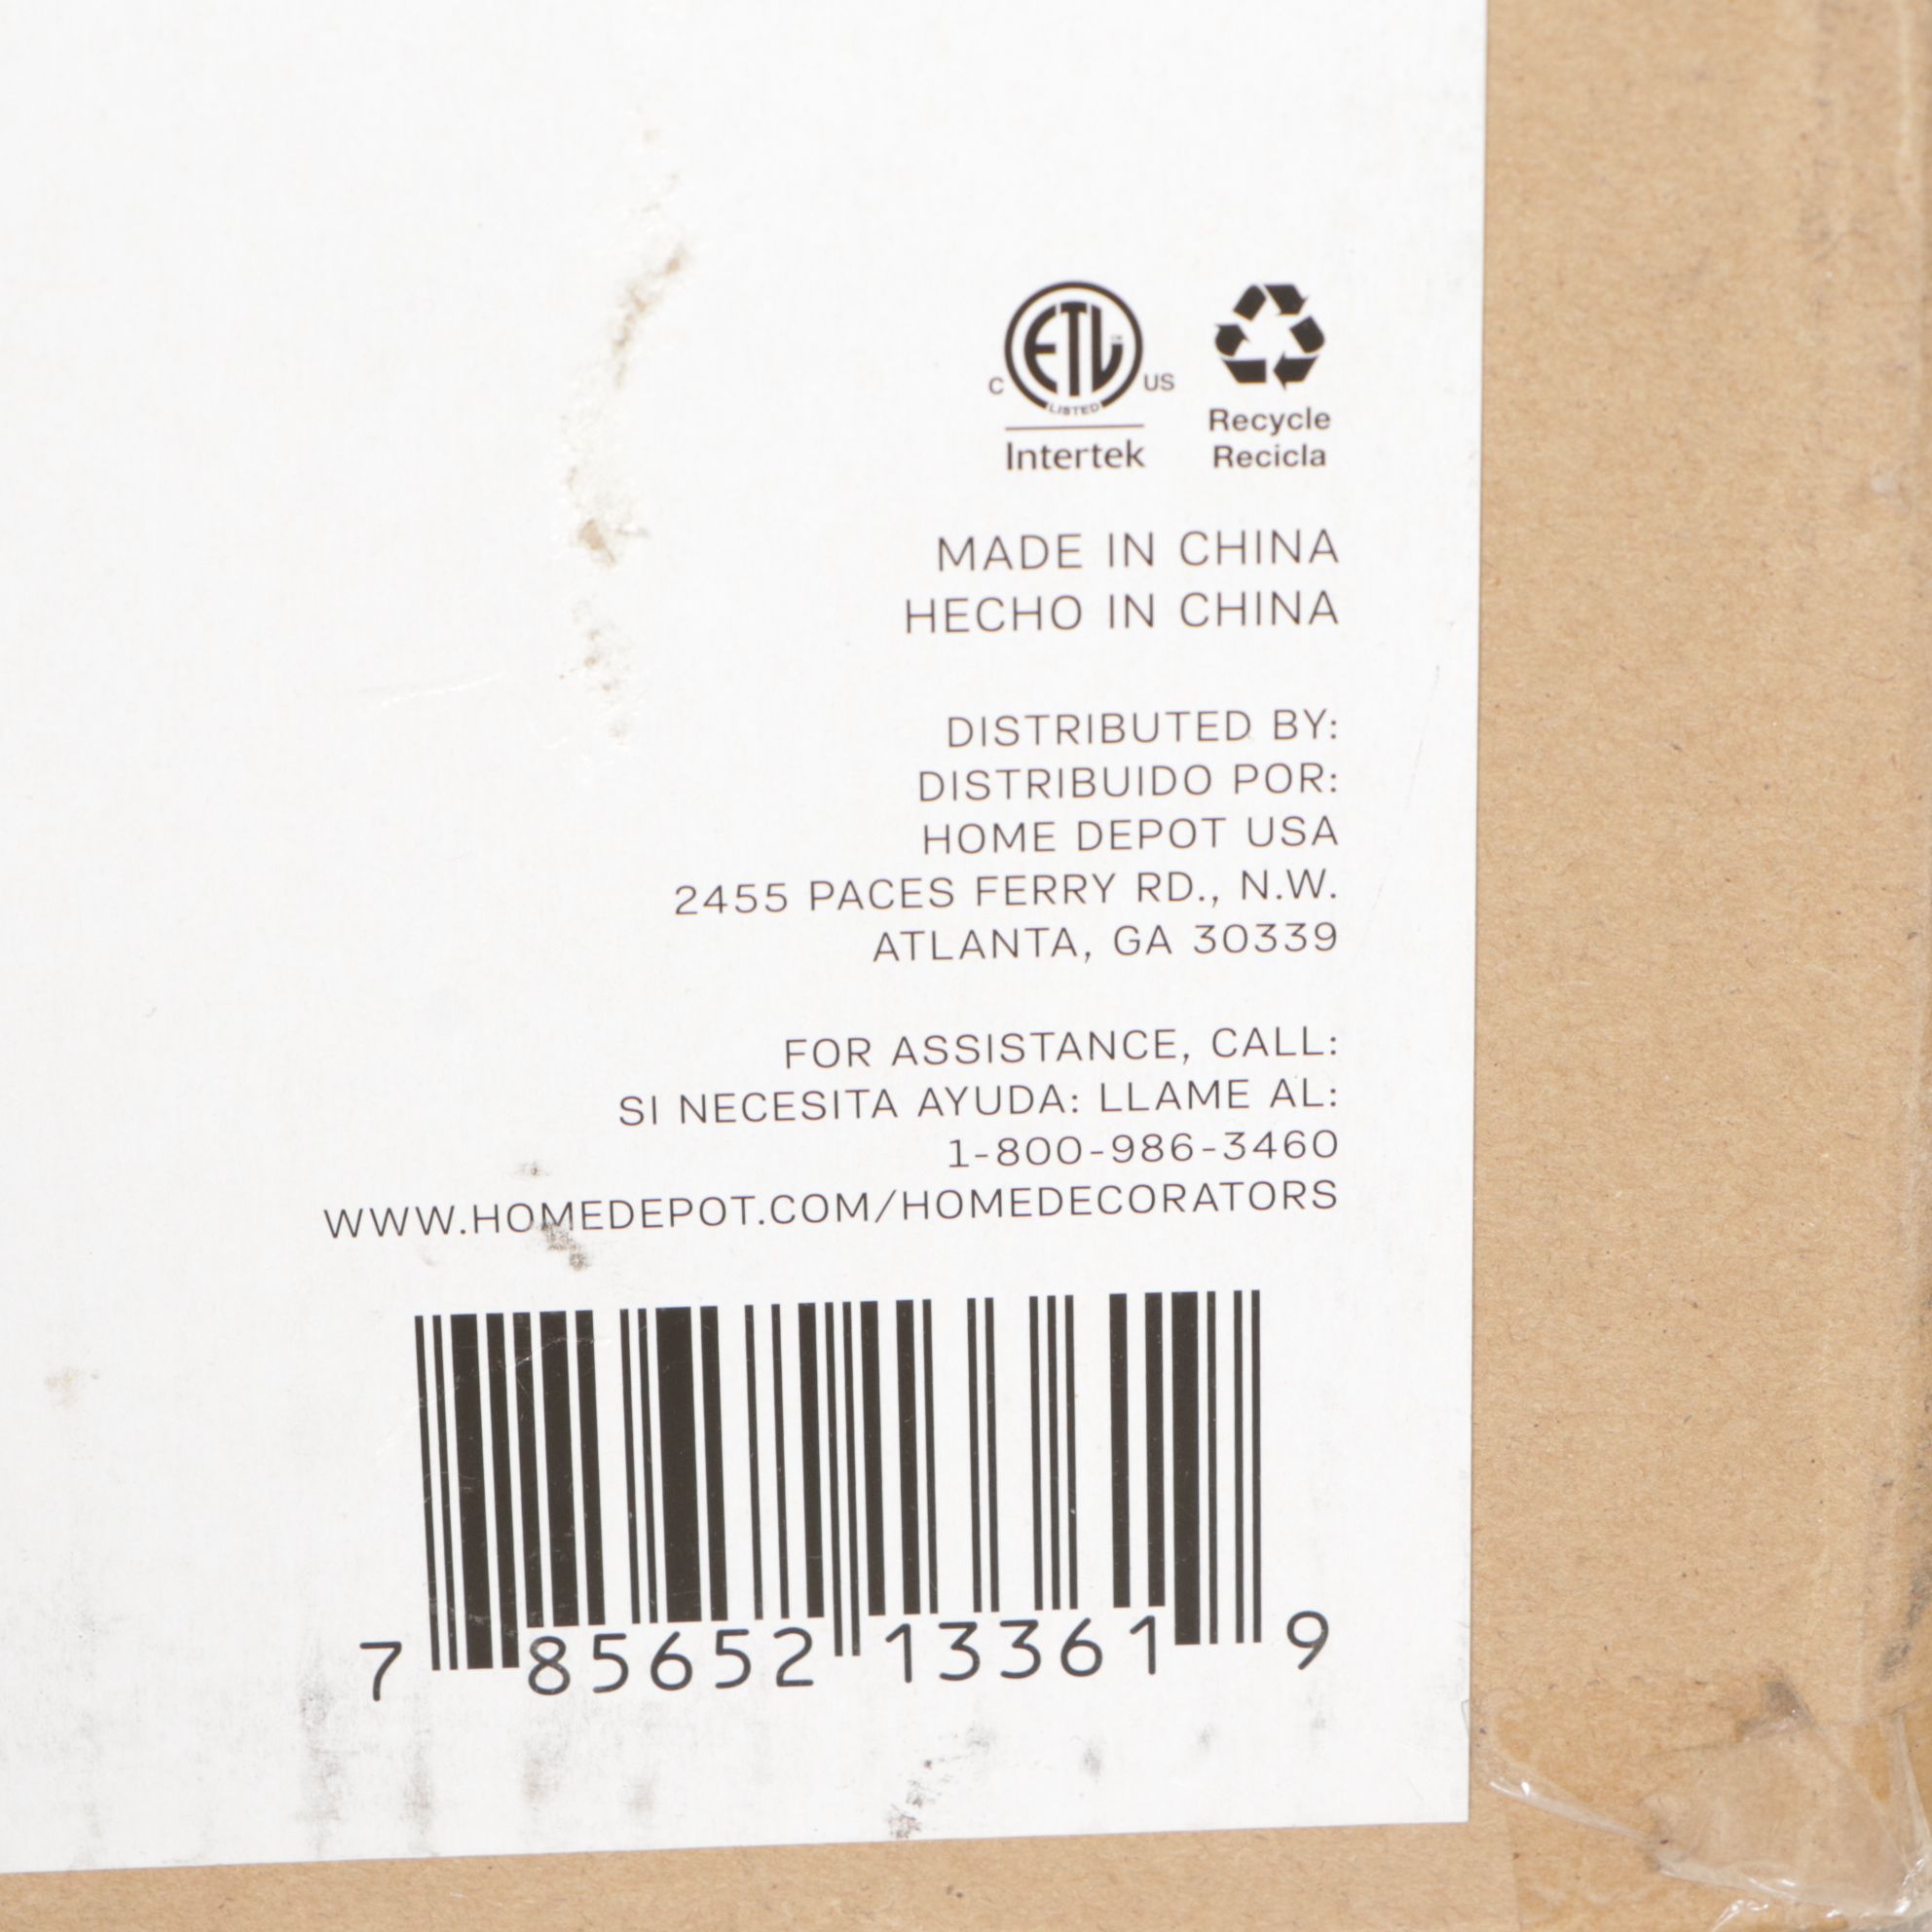 C ETL US
LISTED
Intertek
Recycle
Recicla
MADE IN CHINA
HECHO IN CHINA
DISTRIBUTED BY:
DISTRIBUIDO POR:
HOME DEPOT USA
2455 PACES FERRY RD., N.W.
ATLANTA, GA 30339
FOR ASSISTANCE, CALL:
SI NECESITA AYUDA: LLAME AL:
1-800-986-3460
WWW.HOMEDEPOT.COM/HOMEDECORATORS
7 85652 13361 9